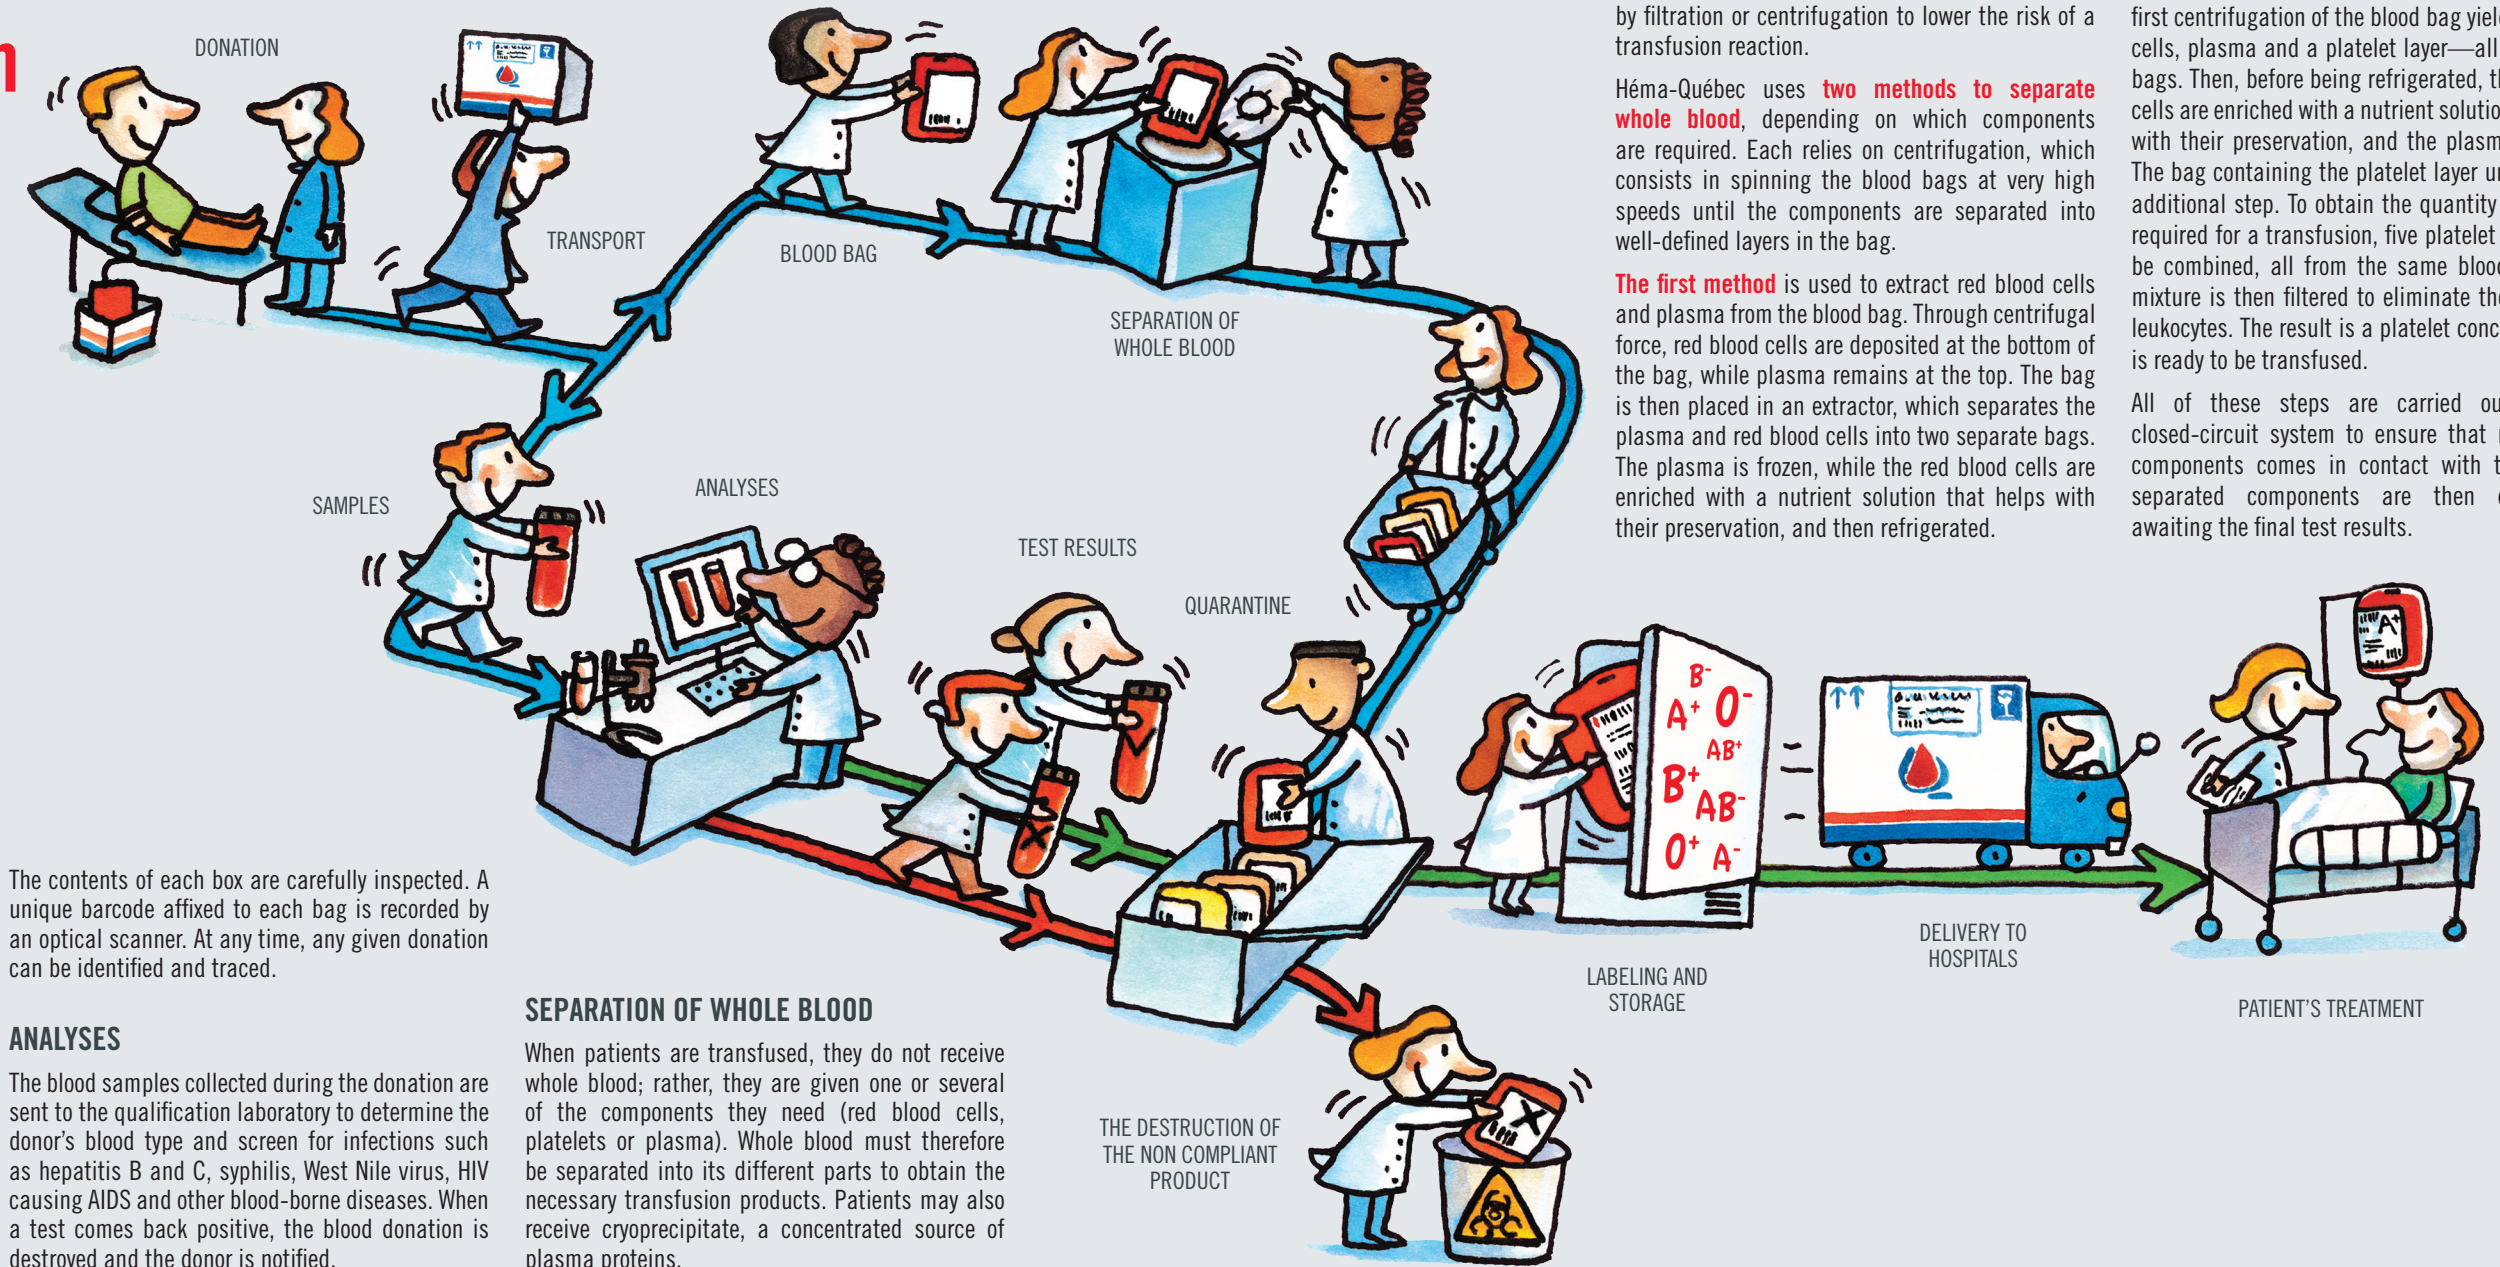 n
DONATION
TRANSPORT
BLOOD BAG
SEPARATION OF
WHOLE BLOOD
SAMPLES
ANALYSES
TEST RESULTS
QUARANTINE
B-
A+ O-
AB+
B+
AB-
O+ A-
A+
LABELING AND
STORAGE
DELIVERY TO
HOSPITALS
PATIENT'S TREATMENT
THE DESTRUCTION OF
THE NON COMPLIANT
PRODUCT
The contents of each box are carefully inspected. A
unique barcode affixed to each bag is recorded by
an optical scanner. At any time, any given donation
can be identified and traced.
ANALYSES
The blood samples collected during the donation are
sent to the qualification laboratory to determine the
donor's blood type and screen for infections such
as hepatitis B and C, syphilis, West Nile virus, HIV
causing AIDS and other blood-borne diseases. When
a test comes back positive, the blood donation is
destroyed and the donor is notified.
SEPARATION OF WHOLE BLOOD
When patients are transfused, they do not receive
whole blood; rather, they are given one or several
of the components they need (red blood cells,
platelets or plasma). Whole blood must therefore
be separated into its different parts to obtain the
necessary transfusion products. Patients may also
receive cryoprecipitate, a concentrated source of
plasma proteins.
by filtration or centrifugation to lower the risk of a
transfusion reaction.
Héma-Québec uses two methods to separate
whole blood, depending on which components
are required. Each relies on centrifugation, which
consists in spinning the blood bags at very high
speeds until the components are separated into
well-defined layers in the bag.
The first method is used to extract red blood cells
and plasma from the blood bag. Through centrifugal
force, red blood cells are deposited at the bottom of
the bag, while plasma remains at the top. The bag
is then placed in an extractor, which separates the
plasma and red blood cells into two separate bags.
The plasma is frozen, while the red blood cells are
enriched with a nutrient solution that helps with
their preservation, and then refrigerated.
first centrifugation of the blood bag yiel
cells, plasma and a platelet layer—all
bags. Then, before being refrigerated, th
cells are enriched with a nutrient solutio
with their preservation, and the plasm
The bag containing the platelet layer un
additional step. To obtain the quantity
required for a transfusion, five platelet
be combined, all from the same blood
mixture is then filtered to eliminate the
leukocytes. The result is a platelet conc
is ready to be transfused.
All of these steps are carried ou
closed-circuit system to ensure that
components comes in contact with t
separated components are then
awaiting the final test results.